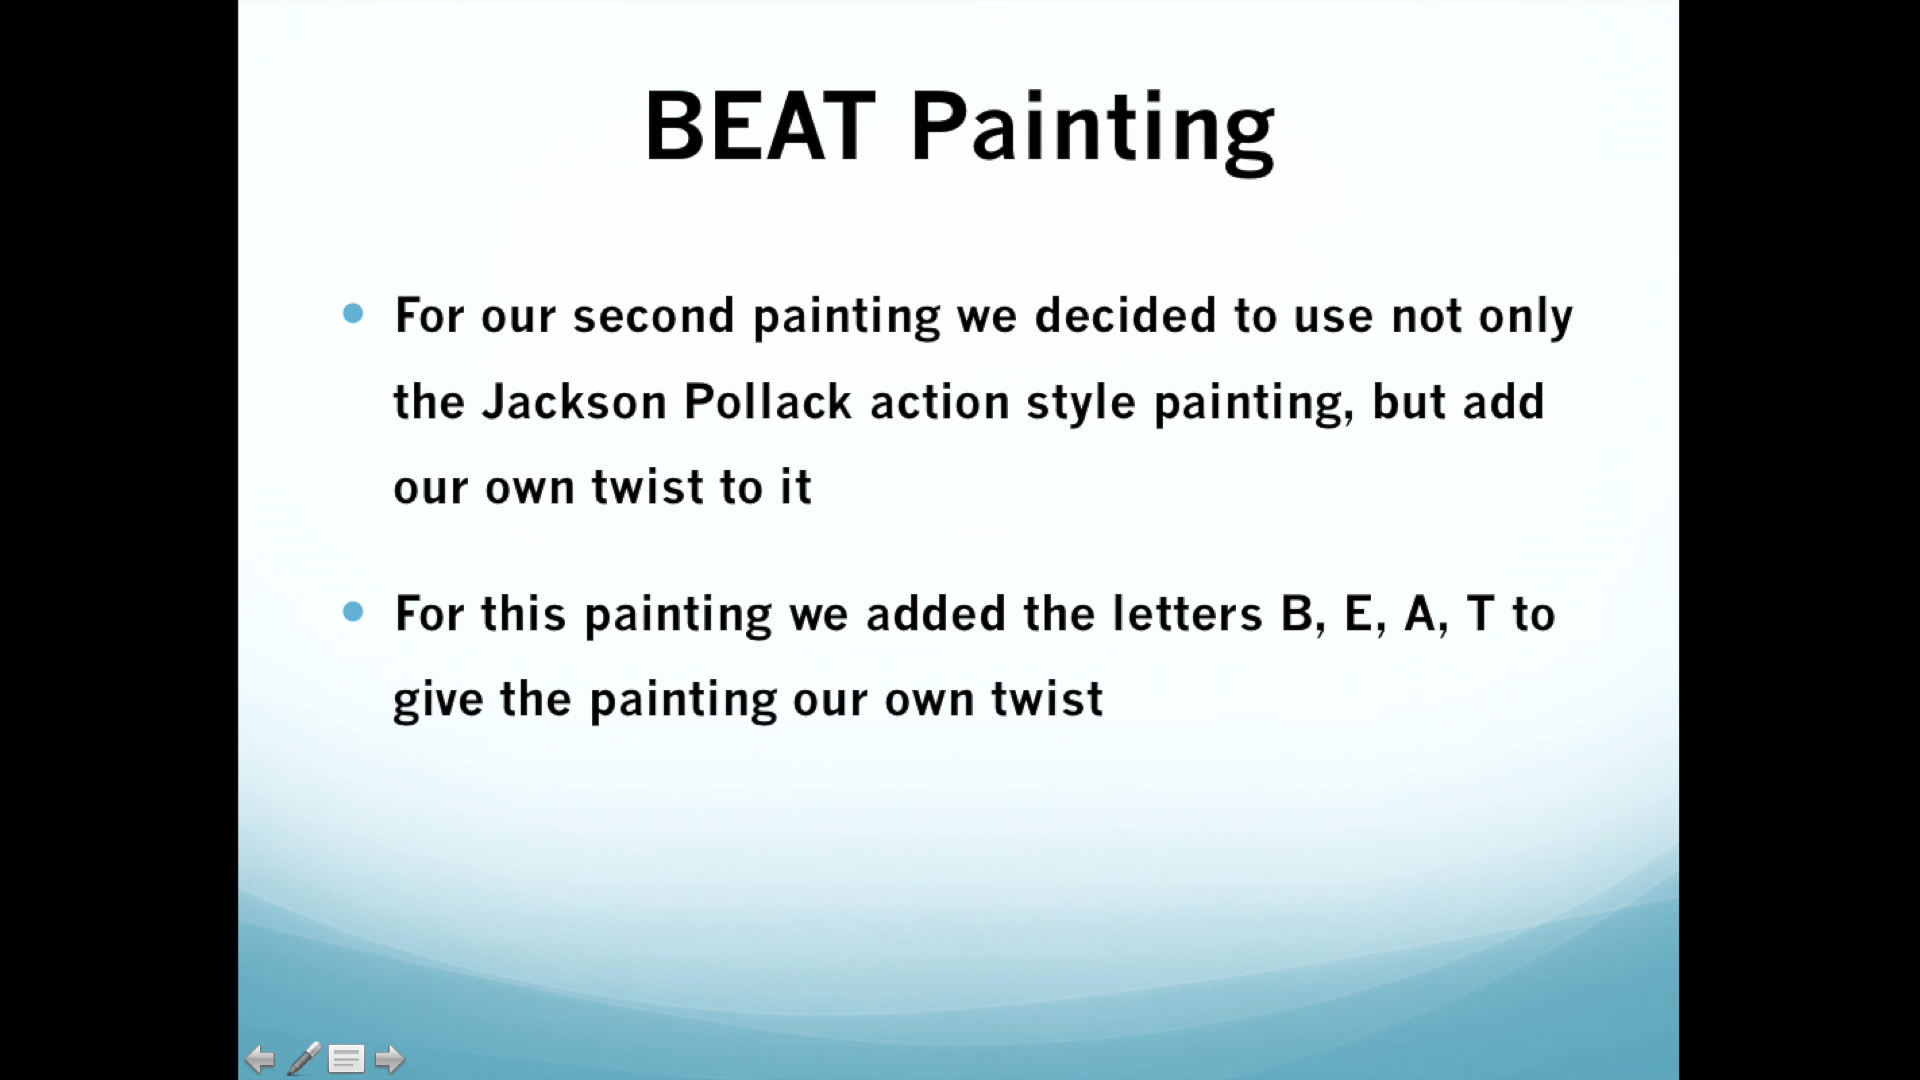 BEAT Painting
For our second painting we decided to use not only
the Jackson Pollack action style painting, but add
our own twist to it
For this painting we added the letters B, E, A, T to
give the painting our own twist